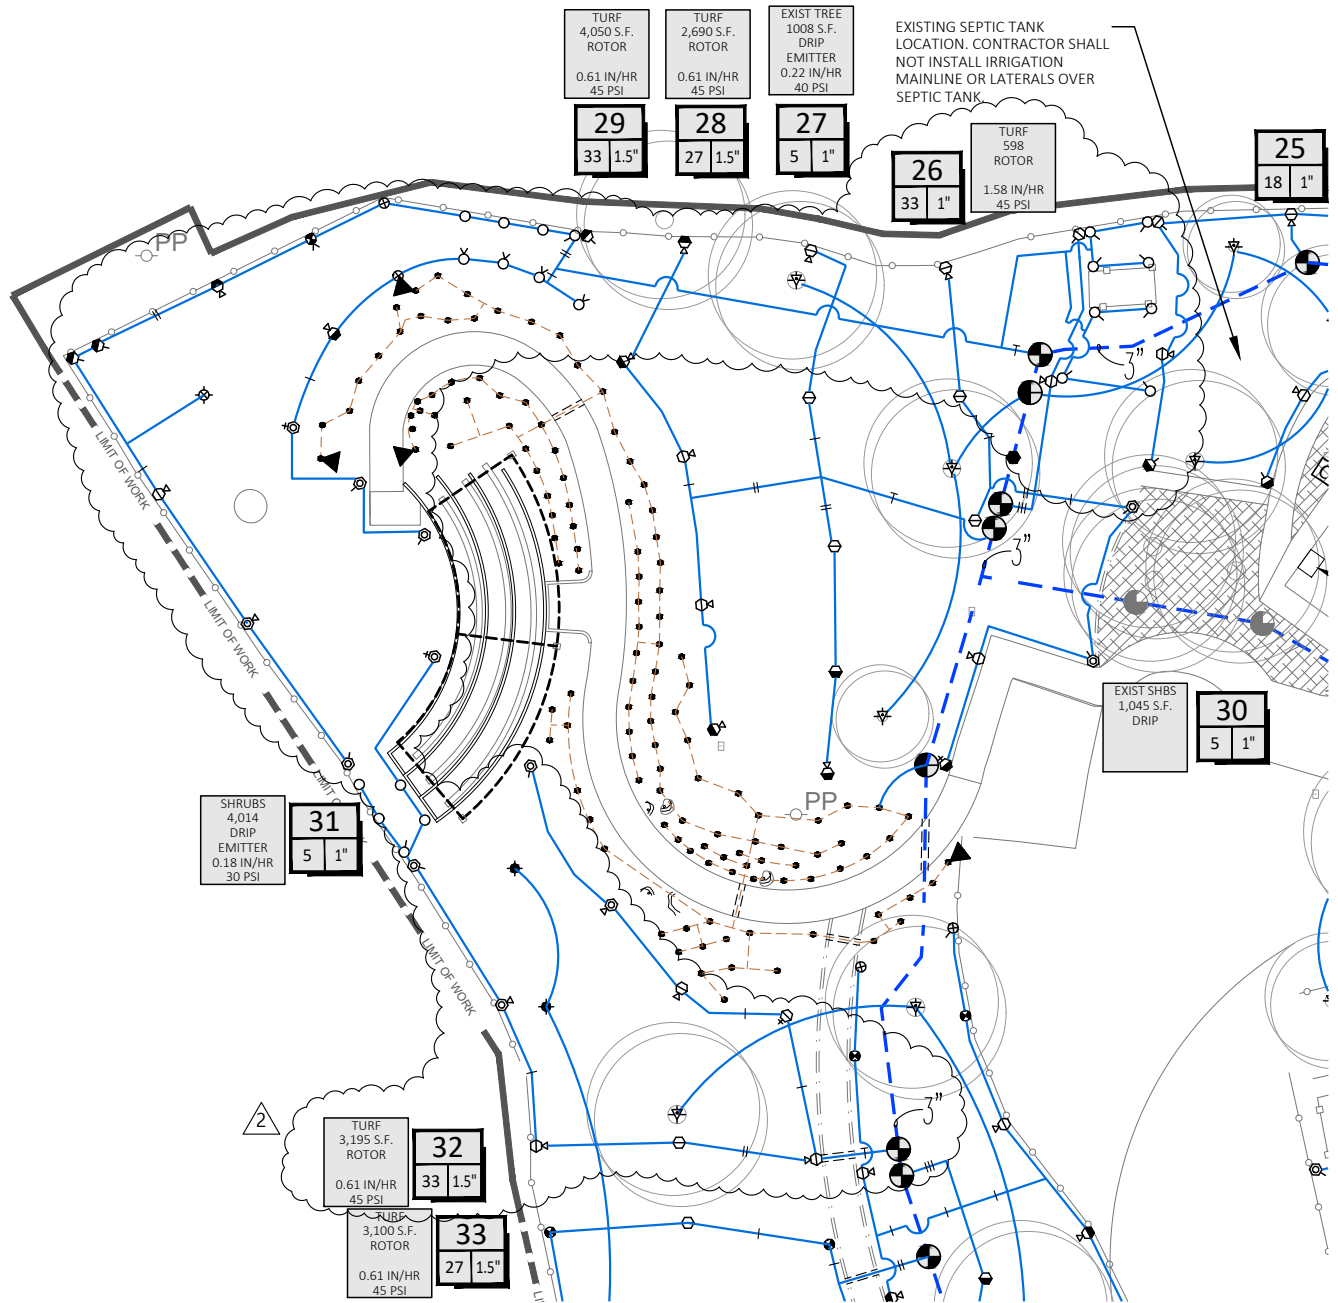 TURF
4,050 S.F.
ROTOR
0.61 IN/HR
45 PSI
29
33 1.5"
TURF
2,690 S.F.
ROTOR
0.61 IN/HR
45 PSI
28
27 1.5"
EXIST TREE
1008 S.F.
DRIP
EMITTER
0.22 IN/HR
40 PSI
27
5 1"
EXISTING SEPTIC TANK
LOCATION. CONTRACTOR SHALL
NOT INSTALL IRRIGATION
MAINLINE OR LATERALS OVER
SEPTIC TANK.
TURF
598
ROTOR
1.58 IN/HR
45 PSI
26
33 1"
25
18 1"
PP
3"
LIMIT OF WORK
3"
LIMIT OF WORK
EXIST SHBS
1,045 S.F.
DRIP
30
5 1"
LIMIT O
PP
SHRUBS
4,014
DRIP
EMITTER
0.18 IN/HR
30 PSI
31
5 1"
WORK
LIMIT OF WORK
3"
2
TURF
3,195 S.F.
ROTOR
0.61 IN/HR
45 PSI
32
33 1.5"
TURF
3,100 S.F.
ROTOR
0.61 IN/HR
45 PSI
33
27 1.5"
LI